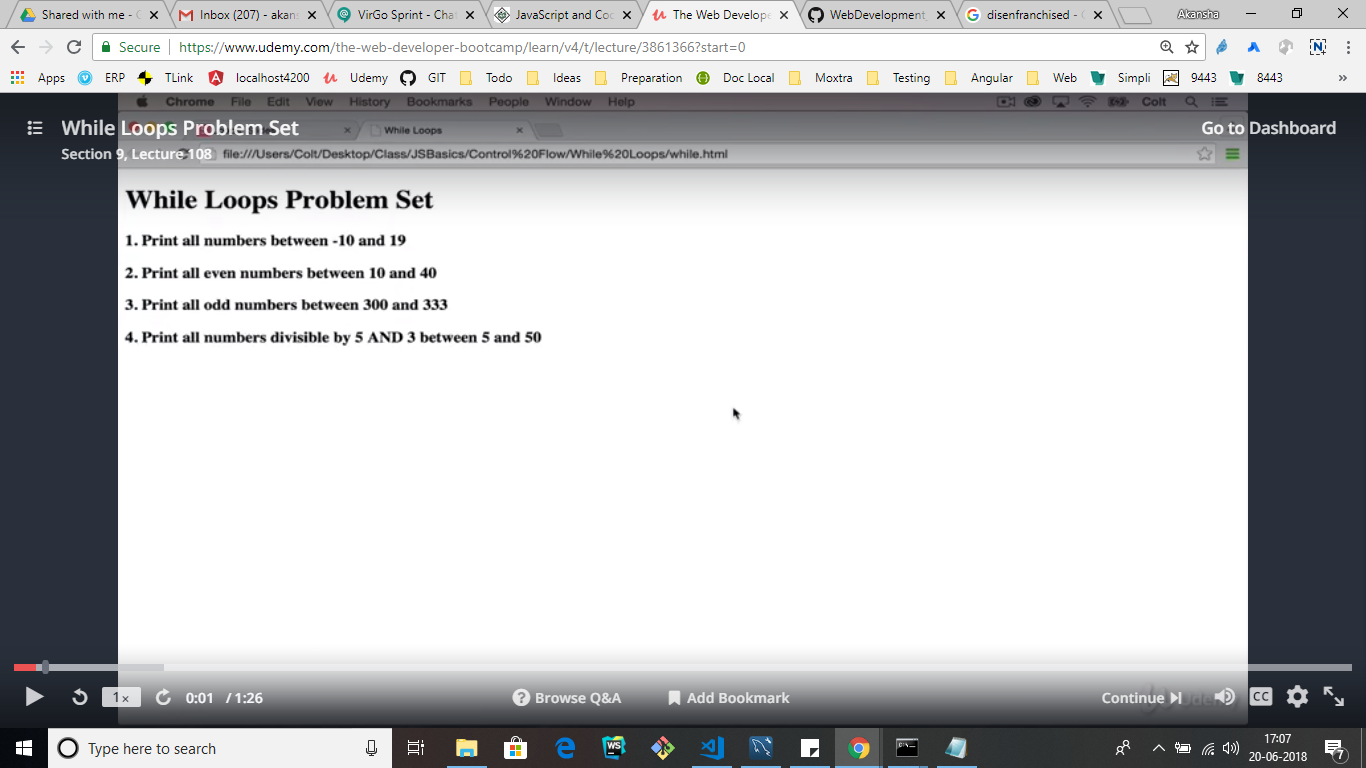 Shared with me - G
Inbox (207) - akan
VirGo Sprint - Cha
JavaScript and Coc
The Web Develope
WebDevelopment_
disenfranchised - G
Akansha
Secure
https://www.udemy.com/the-web-developer-bootcamp/learn/v4/t/lecture/3861366?start=0
Apps ERP TLink localhost4200 Udemy GIT Todo Ideas Preparation Doc Local Moxtra Testing Angular Web Simpli 9443 8443 »
Chrome File Edit View History Bookmarks People Window Help Colt
While Loops Problem Set
While Loops
Go to Dashboard
Section 9, Lecture 108
file:///Users/Colt/Desktop/Class/JSBasics/Control%20Flow/While%20Loops/while.html
While Loops Problem Set
1. Print all numbers between -10 and 19
2. Print all even numbers between 10 and 40
3. Print all odd numbers between 300 and 333
4. Print all numbers divisible by 5 AND 3 between 5 and 50
1x 0:01 / 1:26 Browse Q&A Add Bookmark Continue CC
Type here to search
WS
17:07
20-06-2018
7